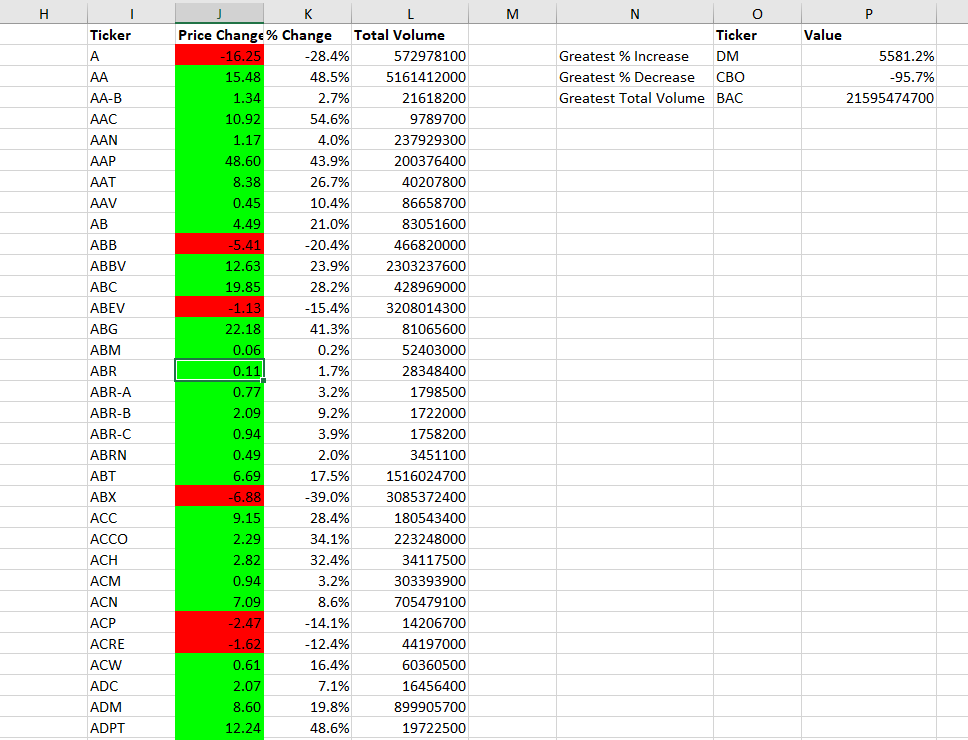 H I J K L M N O P
Ticker Price Change % Change Total Volume Ticker Value
A -16.25 -28.4% 572978100 Greatest % Increase DM 5581.2%
AA 15.48 48.5% 5161412000 Greatest % Decrease CBO -95.7%
AA-B 1.34 2.7% 21618200 Greatest Total Volume BAC 21595474700
AAC 10.92 54.6% 9789700
AAN 1.17 4.0% 237929300
AAP 48.60 43.9% 200376400
AAT 8.38 26.7% 40207800
AAV 0.45 10.4% 86658700
AB 4.49 21.0% 83051600
ABB -5.41 -20.4% 466820000
ABBV 12.63 23.9% 2303237600
ABC 19.85 28.2% 428969000
ABEV -1.13 -15.4% 3208014300
ABG 22.18 41.3% 81065600
ABM 0.06 0.2% 52403000
ABR 0.11 1.7% 28348400
ABR-A 0.77 3.2% 1798500
ABR-B 2.09 9.2% 1722000
ABR-C 0.94 3.9% 1758200
ABRN 0.49 2.0% 3451100
ABT 6.69 17.5% 1516024700
ABX -6.88 -39.0% 3085372400
ACC 9.15 28.4% 180543400
ACCO 2.29 34.1% 223248000
ACH 2.82 32.4% 34117500
ACM 0.94 3.2% 303393900
ACN 7.09 8.6% 705479100
ACP -2.47 -14.1% 14206700
ACRE -1.62 -12.4% 44197000
ACW 0.61 16.4% 60360500
ADC 2.07 7.1% 16456400
ADM 8.60 19.8% 899905700
ADPT 12.24 48.6% 19722500